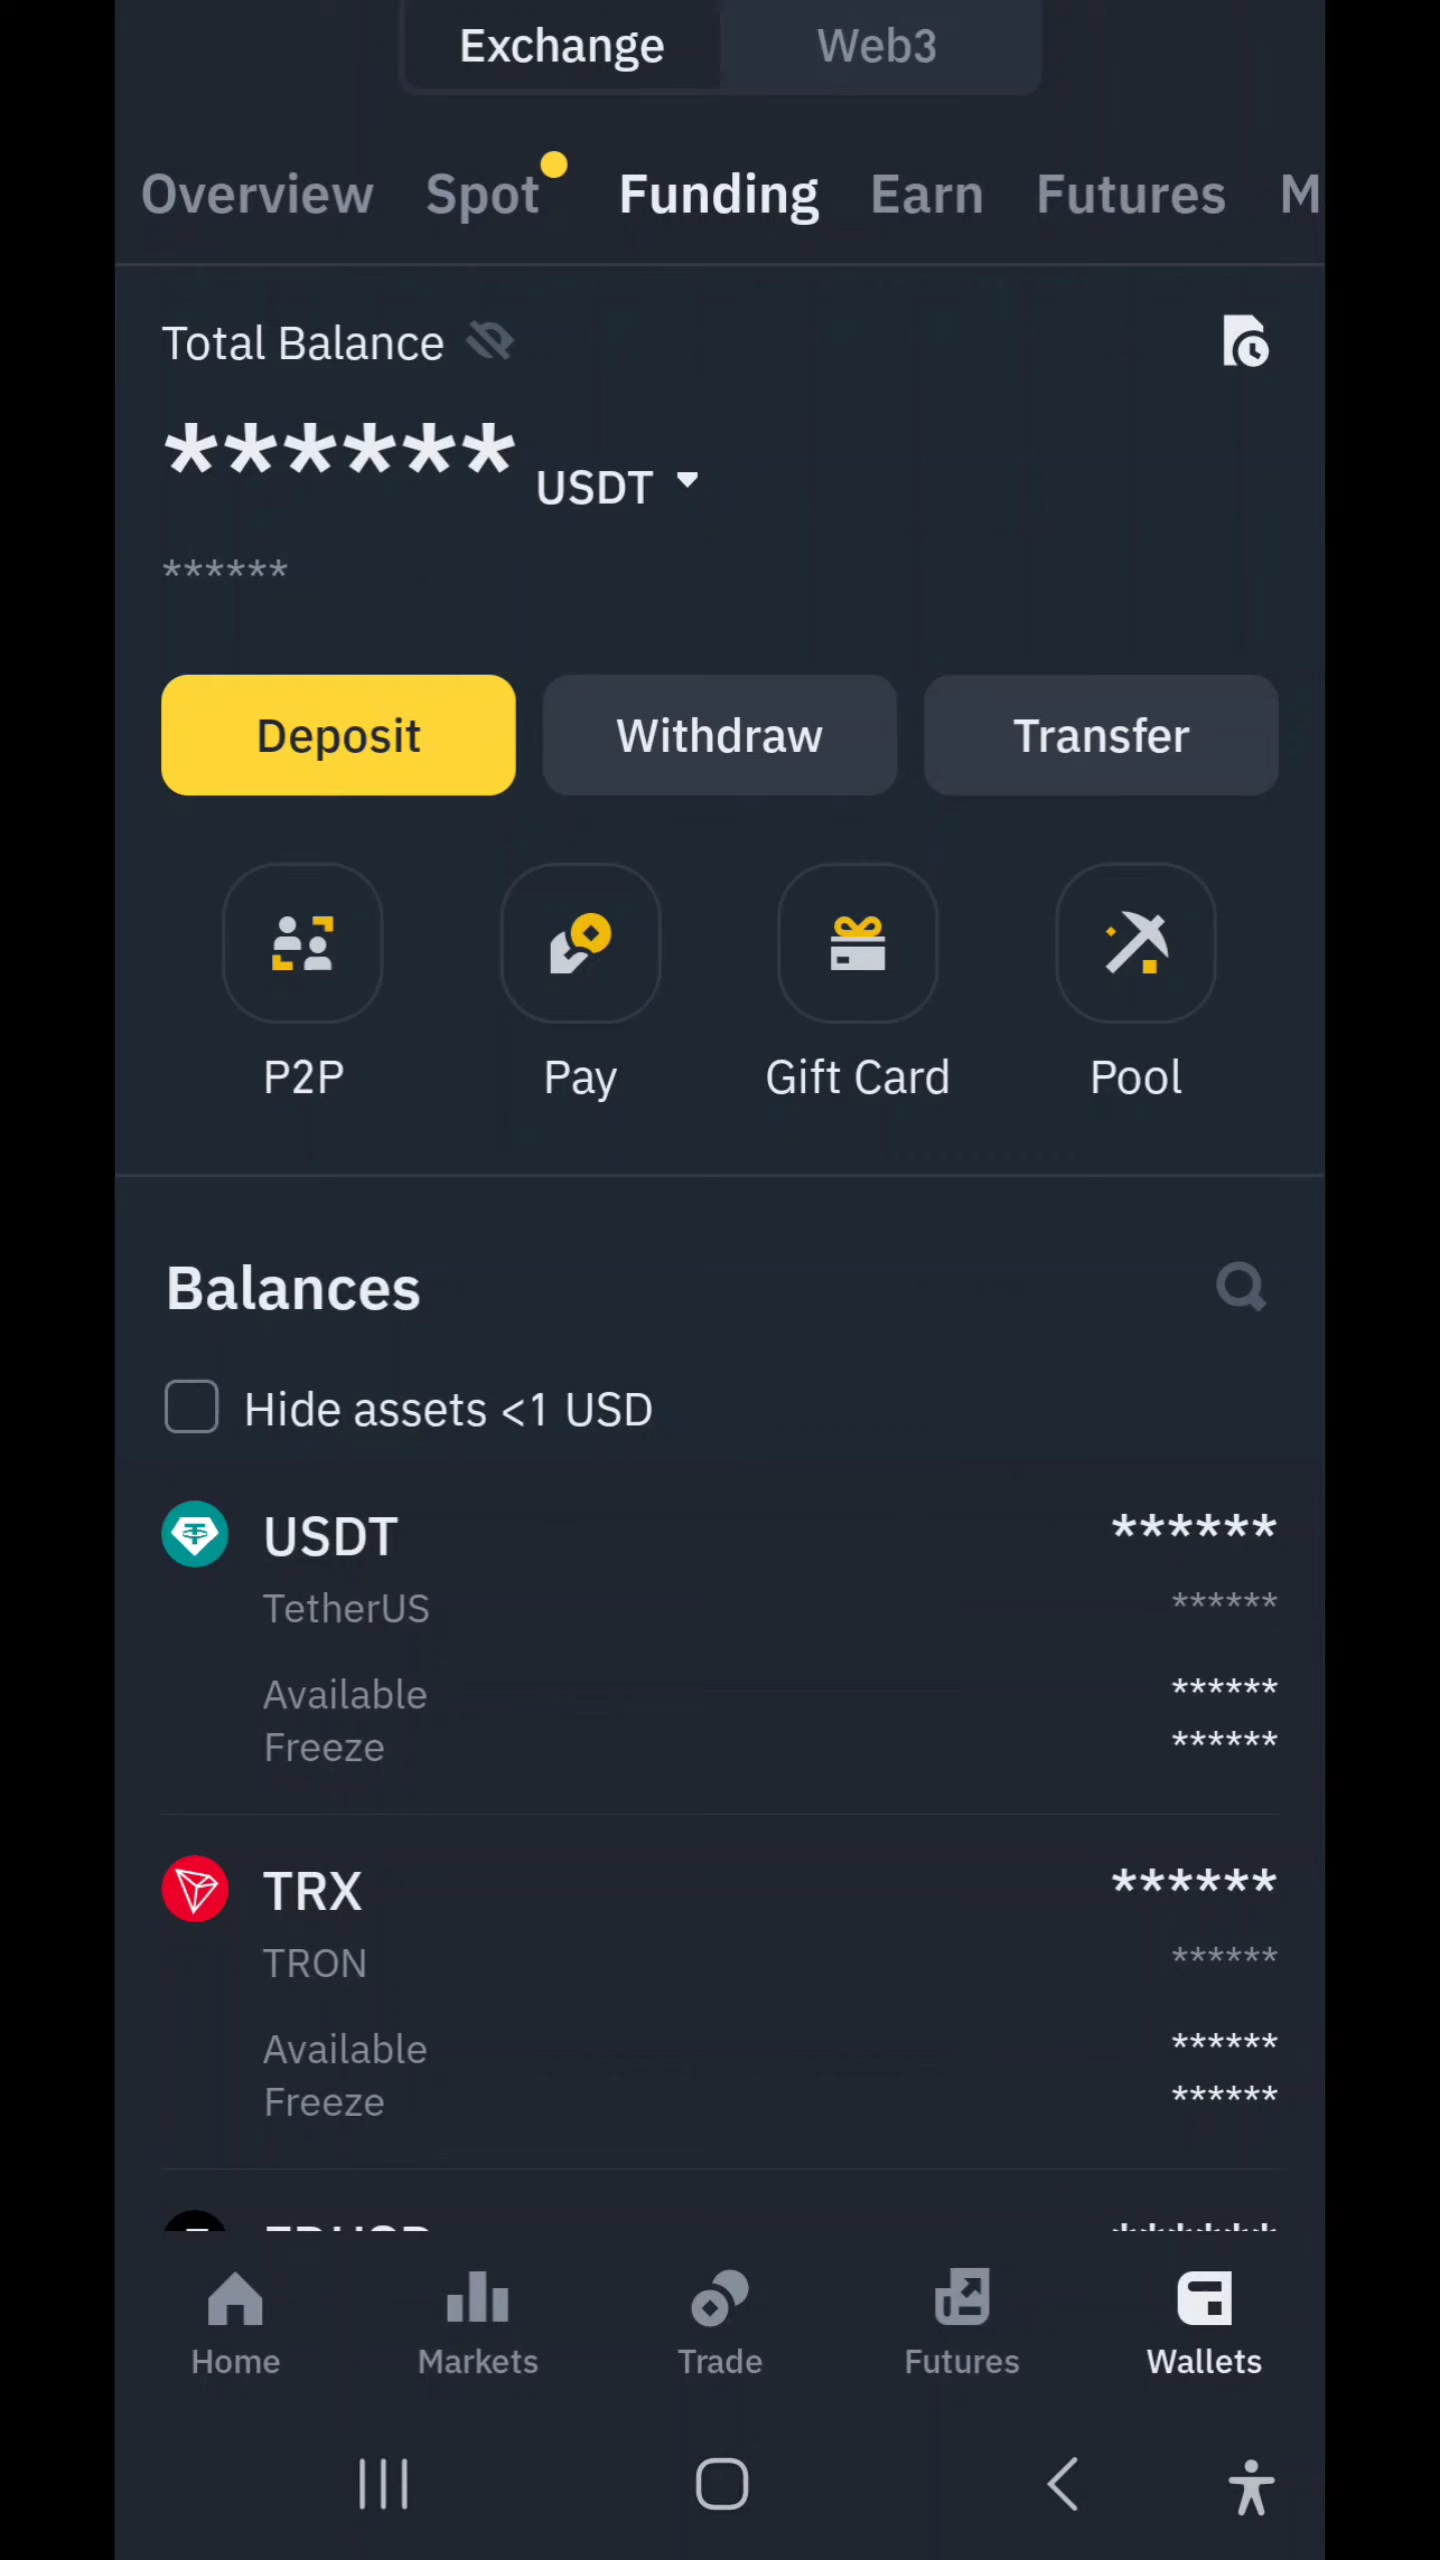 Exchange Web3
Overview Spot Funding Earn Futures M
Total Balance
****** USDT
******
Deposit Withdraw Transfer
P2P Pay Gift Card Pool
Balances
Hide assets <1 USD
USDT ******
TetherUS ******
Available ******
Freeze ******
TRX ******
TRON ******
Available ******
Freeze ******
Home Markets Trade Futures Wallets